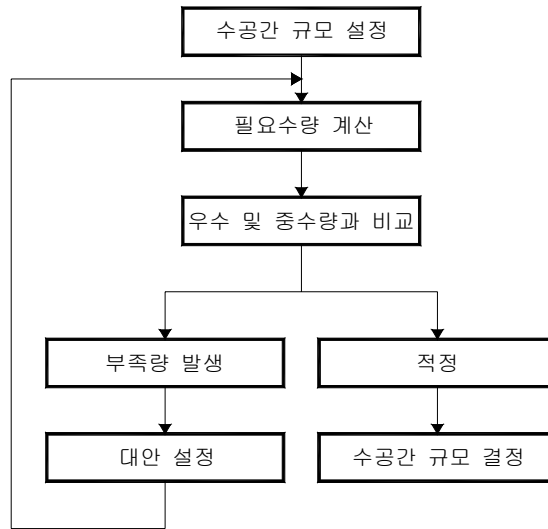 수공간 규모 설정
필요수량 계산
우수 및 중수량과 비교
부족량 발생
적정
대안 설정
수공간 규모 결정